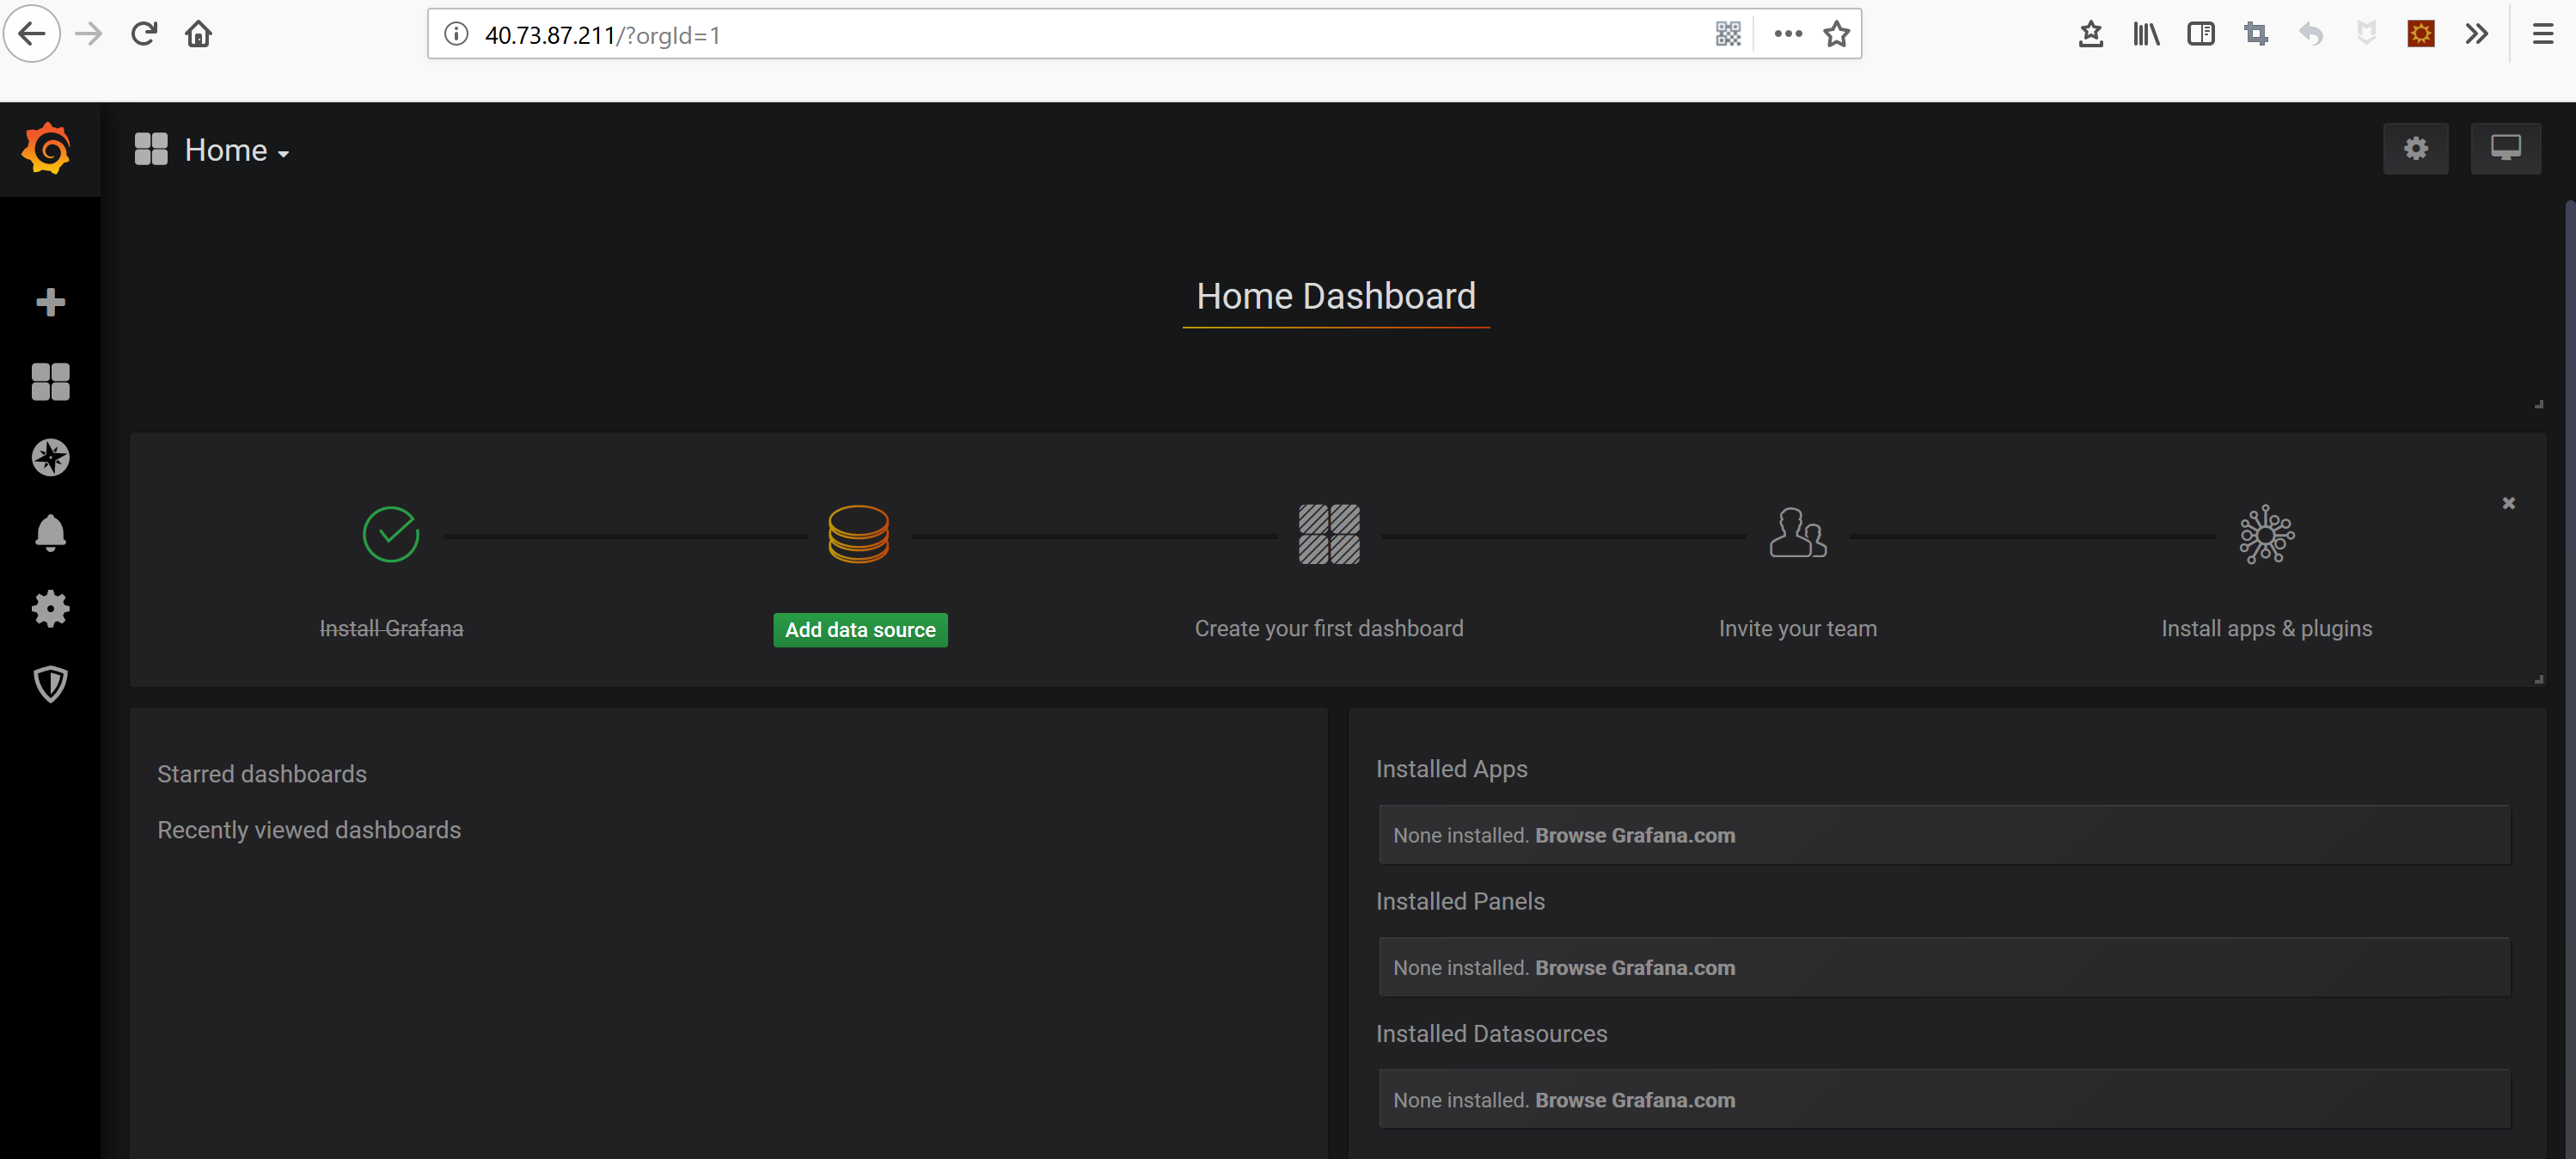 40.73.87.211/?orgId=1
Home
Home Dashboard
Install Grafana
Add data source
Create your first dashboard
Invite your team
Install apps & plugins
Starred dashboards
Recently viewed dashboards
Installed Apps
None installed. Browse Grafana.com
Installed Panels
None installed. Browse Grafana.com
Installed Datasources
None installed. Browse Grafana.com